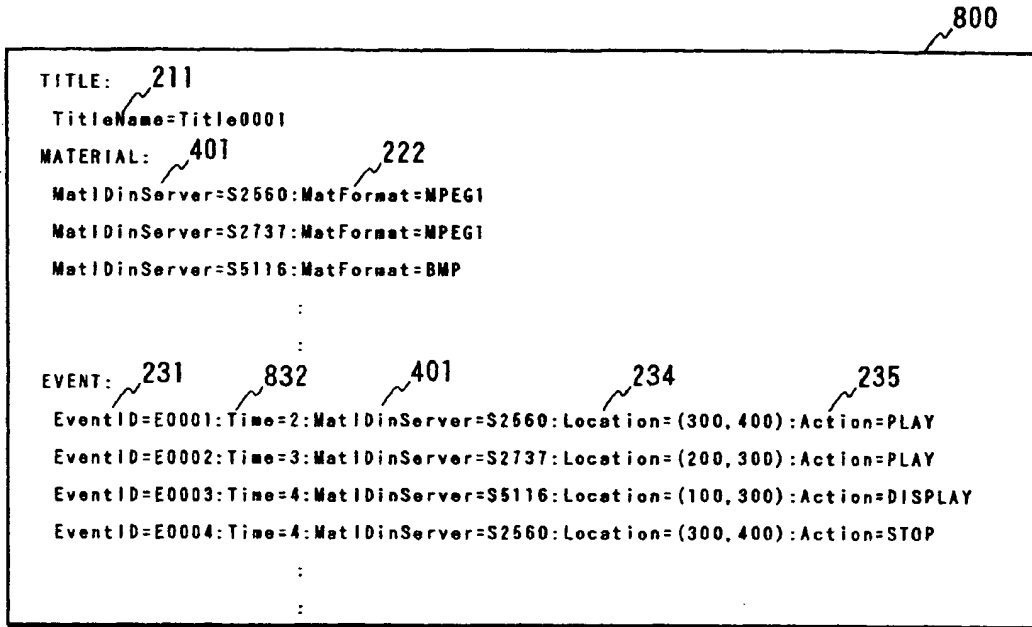 800
TITLE: 211
TitleName=Title0001
MATERIAL: 401 222
MatIDinServer=S2560:MatFormat=MPEG1
MatIDinServer=S2737:MatFormat=MPEG1
MatIDinServer=S5116:MatFormat=BMP
:
:
EVENT: 231 832 401 234 235
EventID=E0001:Time=2:MatIDinServer=S2560:Location=(300,400):Action=PLAY
EventID=E0002:Time=3:MatIDinServer=S2737:Location=(200,300):Action=PLAY
EventID=E0003:Time=4:MatIDinServer=S5116:Location=(100,300):Action=DISPLAY
EventID=E0004:Time=4:MatIDinServer=S2560:Location=(300,400):Action=STOP
:
: